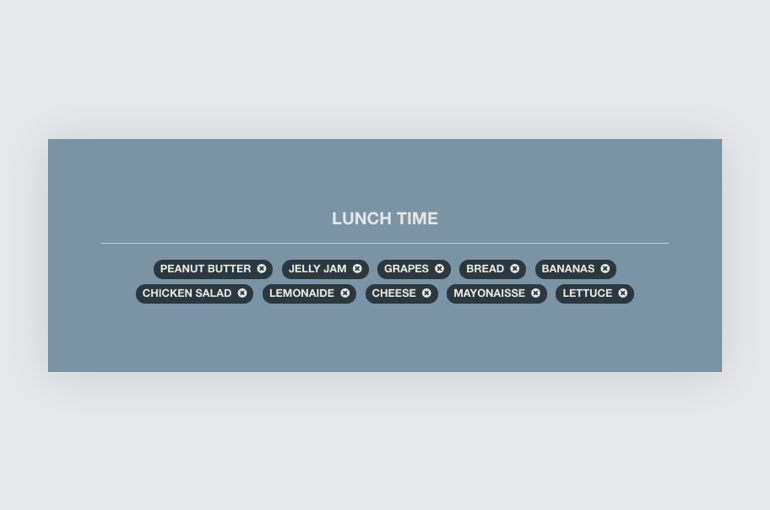 LUNCH TIME
PEANUT BUTTER JELLY JAM GRAPES BREAD BANANAS
CHICKEN SALAD LEMONAIDE CHEESE MAYONAISSE LETTUCE